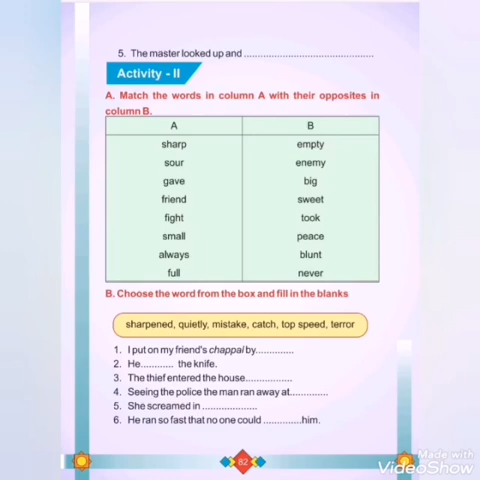 5. The master looked up and ............................................
Activity - II
A. Match the words in column A with their opposites in
column B.
A B
sharp empty
sour enemy
gave big
friend sweet
fight took
small peace
always blunt
full never
B. Choose the word from the box and fill in the blanks
sharpened, quietly, mistake, catch, top speed, terror
1. I put on my friend's chappal by.............
2. He........... the knife.
3. The thief entered the house................
4. Seeing the police the man ran away at.............
5. She screamed in ...................
6. He ran so fast that no one could .............him.
82
Made with
VideoShow